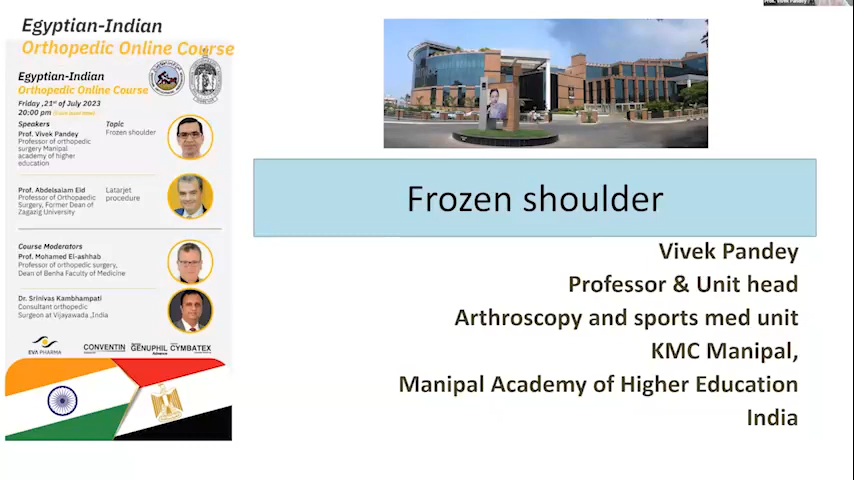 Egyptian-Indian
Orthopedic Online Course
Egyptian-Indian
Orthopedic Online Course
Friday ,21st of July 2023
20:00 pm
Speakers
Topic
Prof. Vivek Pandey
Professor of orthopedic
surgery Manipal
academy of higher
education
Frozen shoulder
Prof. Abdelsalam Eid
Professor of Orthopaedic
Surgery, Former Dean of
Zagazig University
Latarjet
procedure
Course Moderators
Prof. Mohamed El-ashhab
Professor of orthopedic surgery,
Dean of Benha Faculty of Medicine
Dr. Srinivas Kambhampati
Consultant orthopedic
Surgeon at Vijayawada ,India
EVA PHARMA
CONVENTIN
GENUPHIL
Advance
CYMBATEX
Frozen shoulder
Vivek Pandey
Professor & Unit head
Arthroscopy and sports med unit
KMC Manipal,
Manipal Academy of Higher Education
India